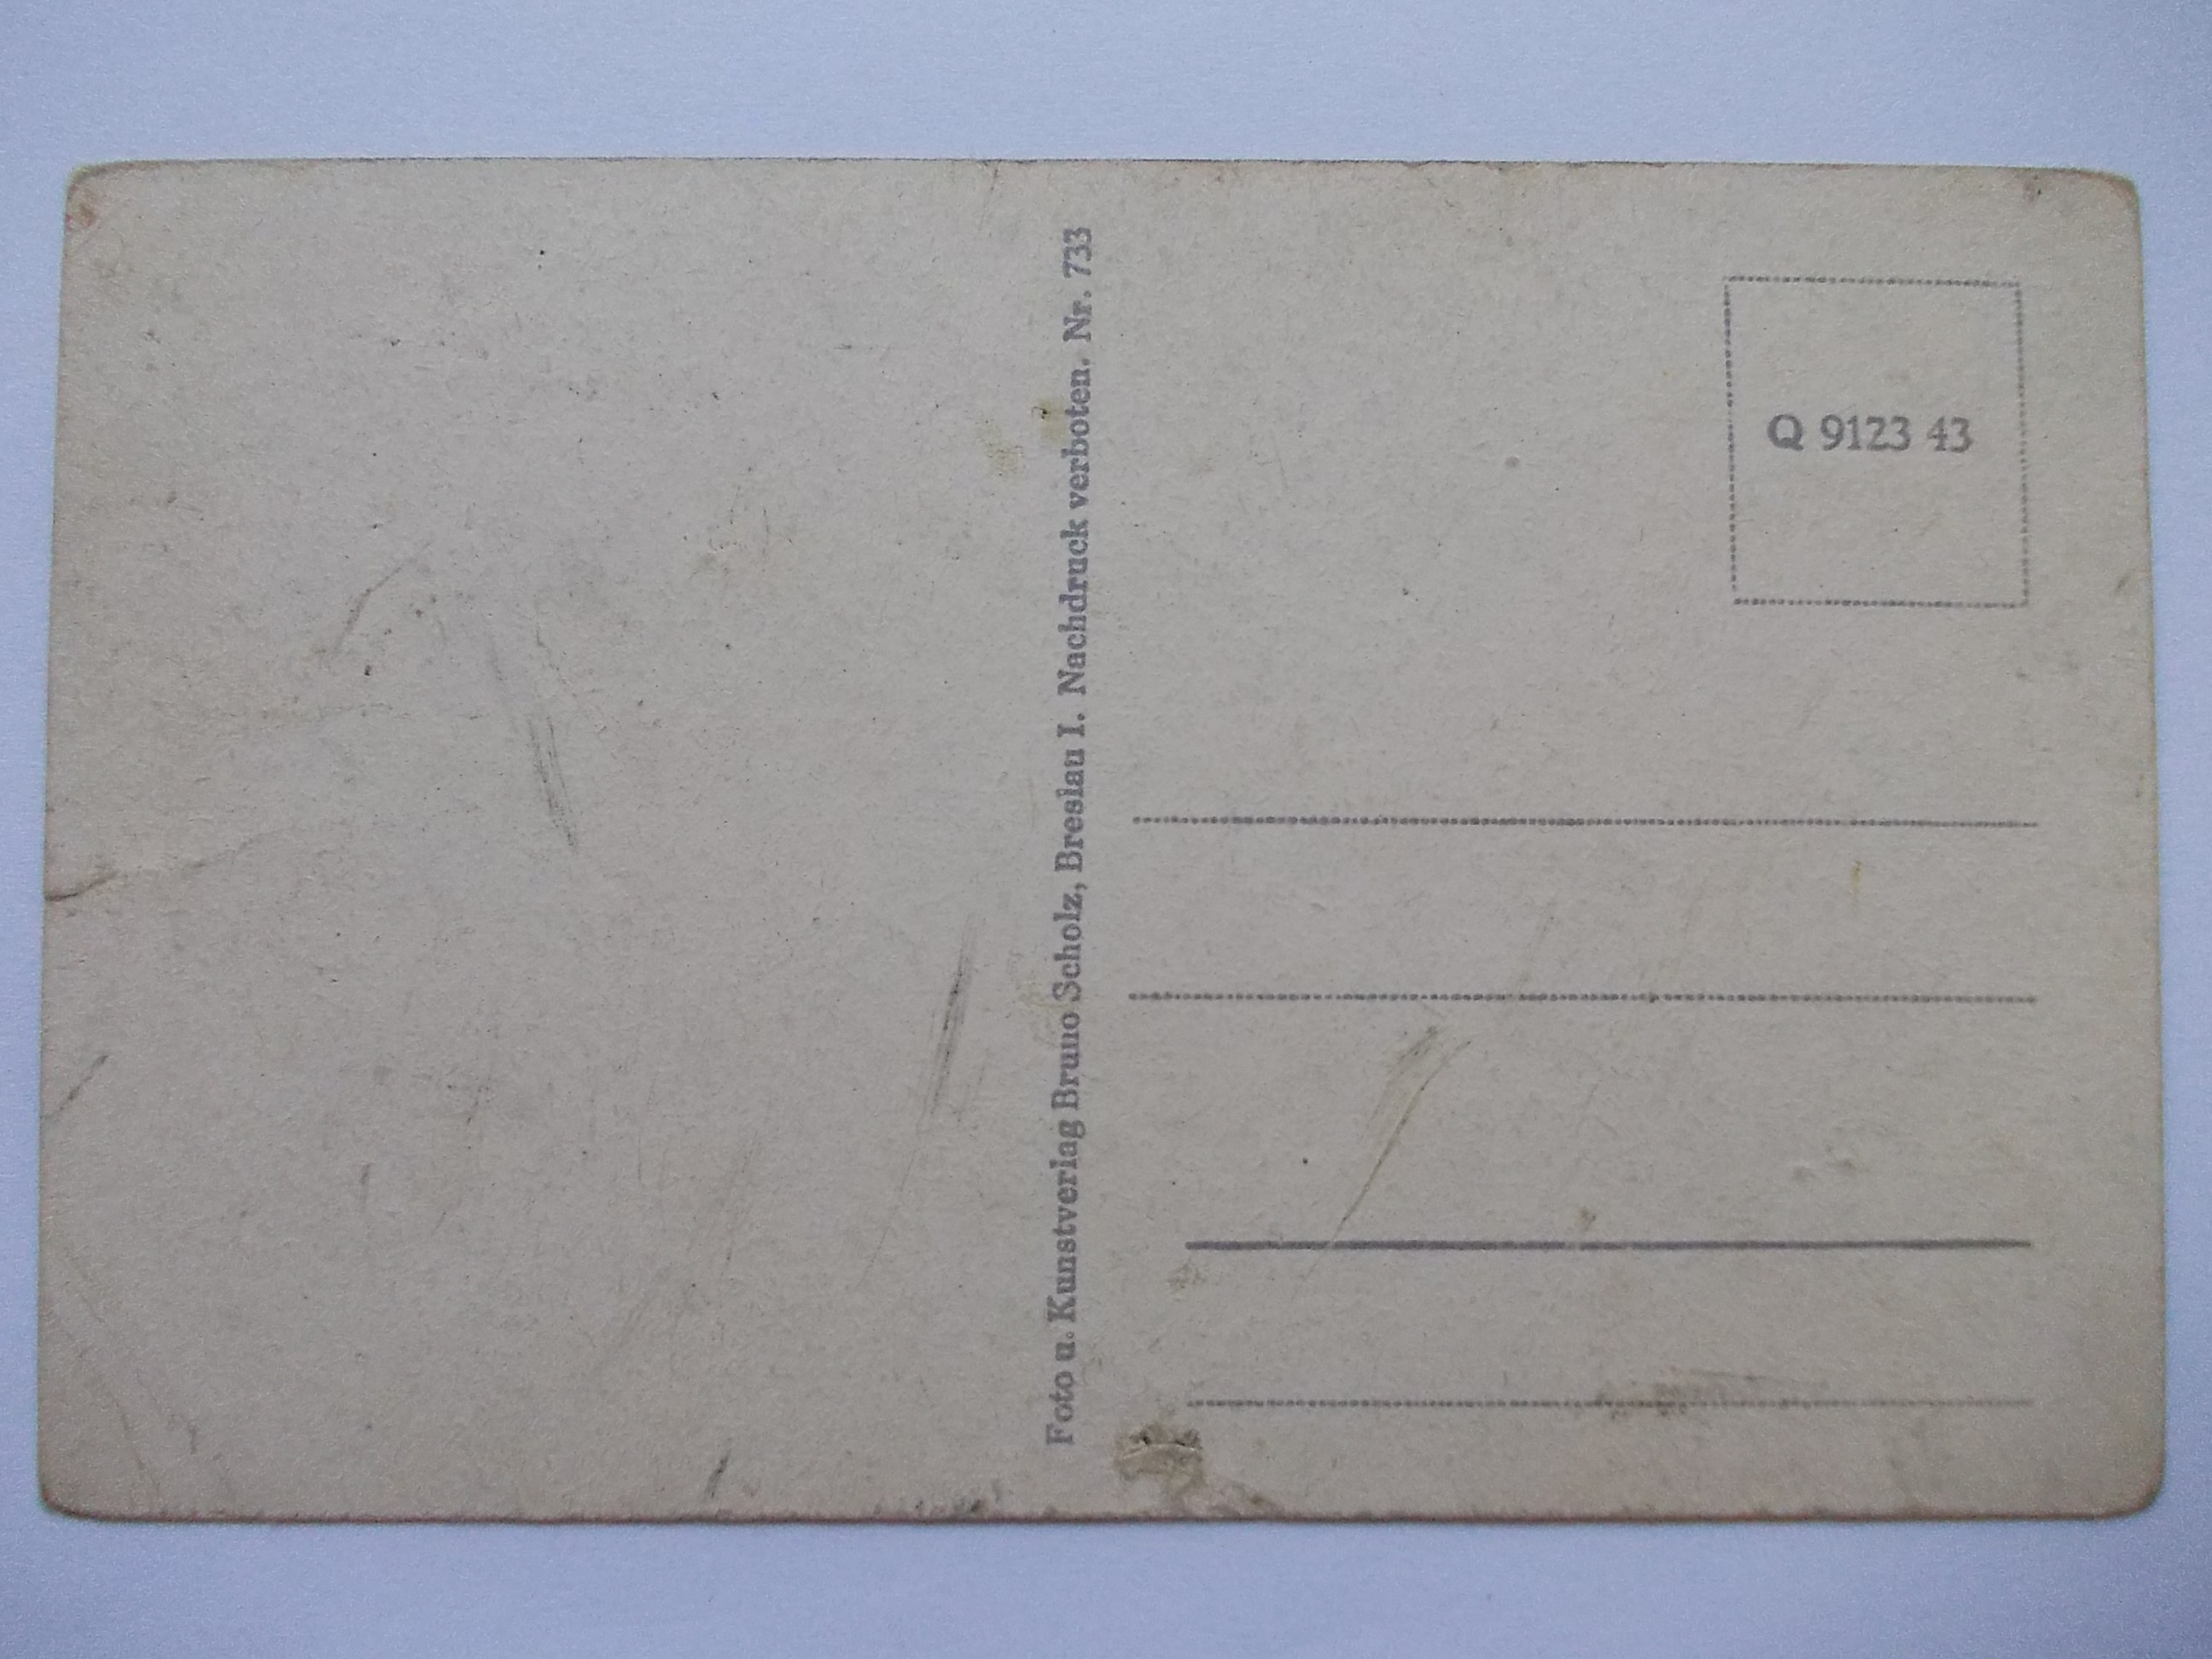 Foto u. Kunstverlag Bruno Scholz, Breslau I. Nachdruck verboten. Nr. 733
Q 9123 43